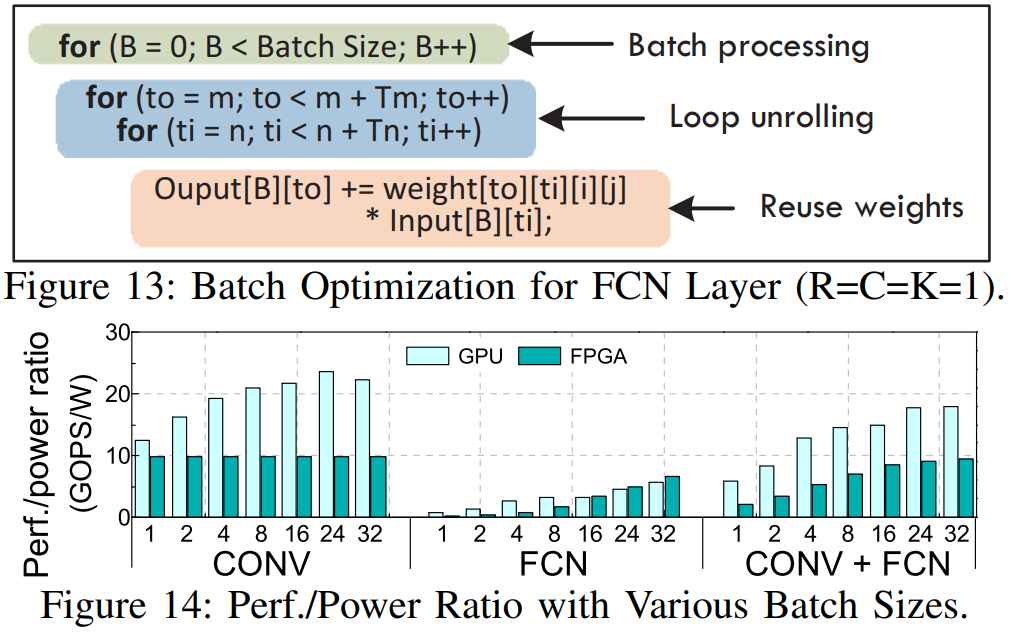 for (B = 0; B < Batch Size; B++)
Batch processing
for (to = m; to < m + Tm; to++)
for (ti = n; ti < n + Tn; ti++)
Loop unrolling
Ouput[B][to] += weight[to][ti][i][j]
* Input[B][ti];
Reuse weights
Figure 13: Batch Optimization for FCN Layer (R=C=K=1).
Perf./power ratio
(GOPS/W)
30
20
10
0
GPU FPGA
1 2 4 8 16 24 32 1 2 4 8 16 24 32 1 2 4 8 16 24 32
CONV FCN CONV + FCN
Figure 14: Perf./Power Ratio with Various Batch Sizes.